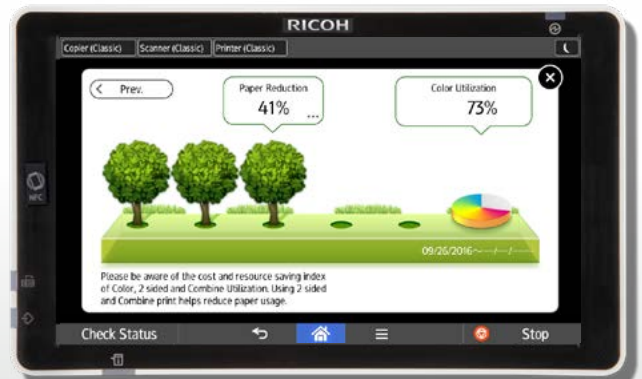 RICOH
Copier (Classic) Scanner (Classic) Printer (Classic)
Prev.
Paper Reduction
41% ...
Color Utilization
73%
09/26/2016~--/--/----
Please be aware of the cost and resource saving index
of Color, 2 sided and Combine Utilization. Using 2 sided
and Combine print helps reduce paper usage.
NFC
Check Status
Stop